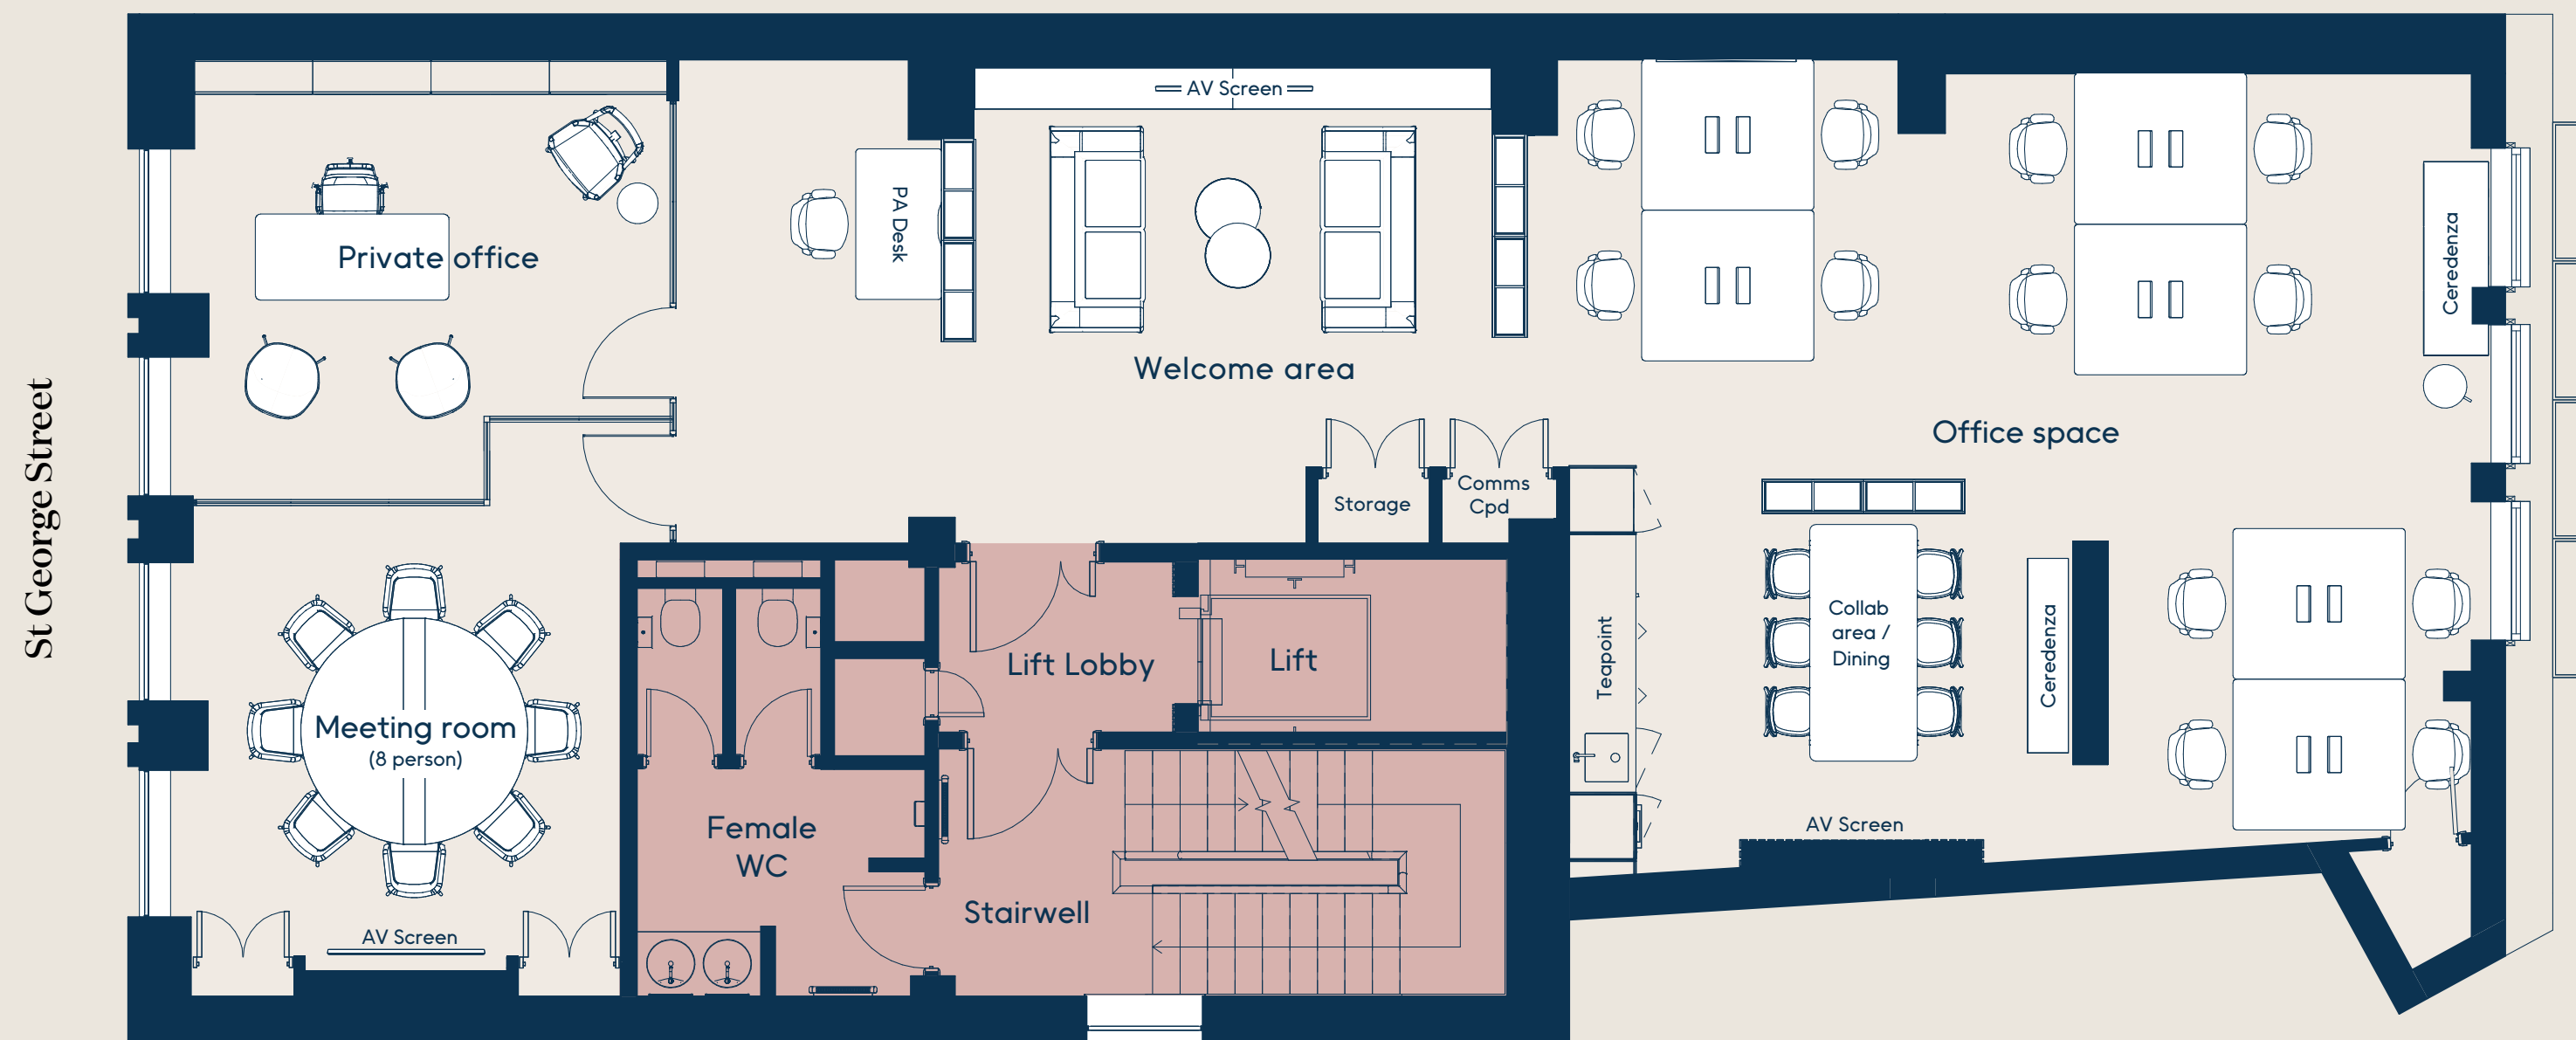 St George Street
AV Screen
PA Desk
Private office
Welcome area
Ceredenza
Office space
Storage
Comms
Cpd
Teapoint
Collab
area /
Dining
Ceredenza
Lift Lobby
Lift
Meeting room
(8 person)
Female
WC
Stairwell
AV Screen
AV Screen